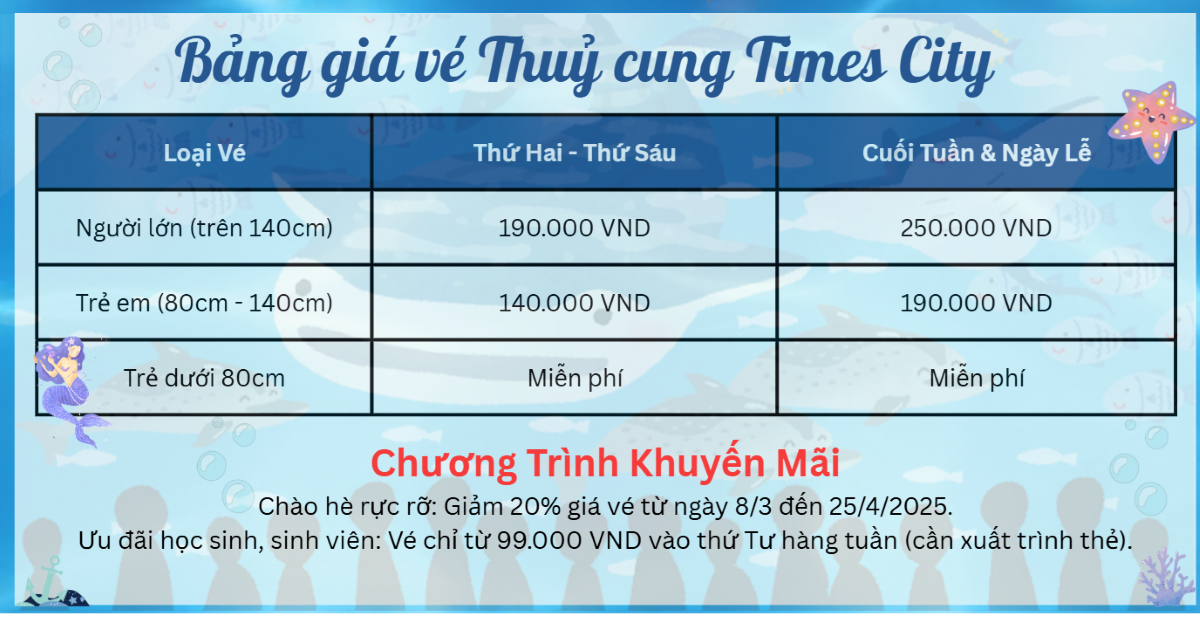 Bảng giá vé Thuỷ cung Times City
Loại Vé Thứ Hai - Thứ Sáu Cuối Tuần & Ngày Lễ
Người lớn (trên 140cm) 190.000 VND 250.000 VND
Trẻ em (80cm - 140cm) 140.000 VND 190.000 VND
Trẻ dưới 80cm Miễn phí Miễn phí
Chương Trình Khuyến Mãi
Chào hè rực rỡ: Giảm 20% giá vé từ ngày 8/3 đến 25/4/2025.
Ưu đãi học sinh, sinh viên: Vé chỉ từ 99.000 VND vào thứ Tư hàng tuần (cần xuất trình thẻ).